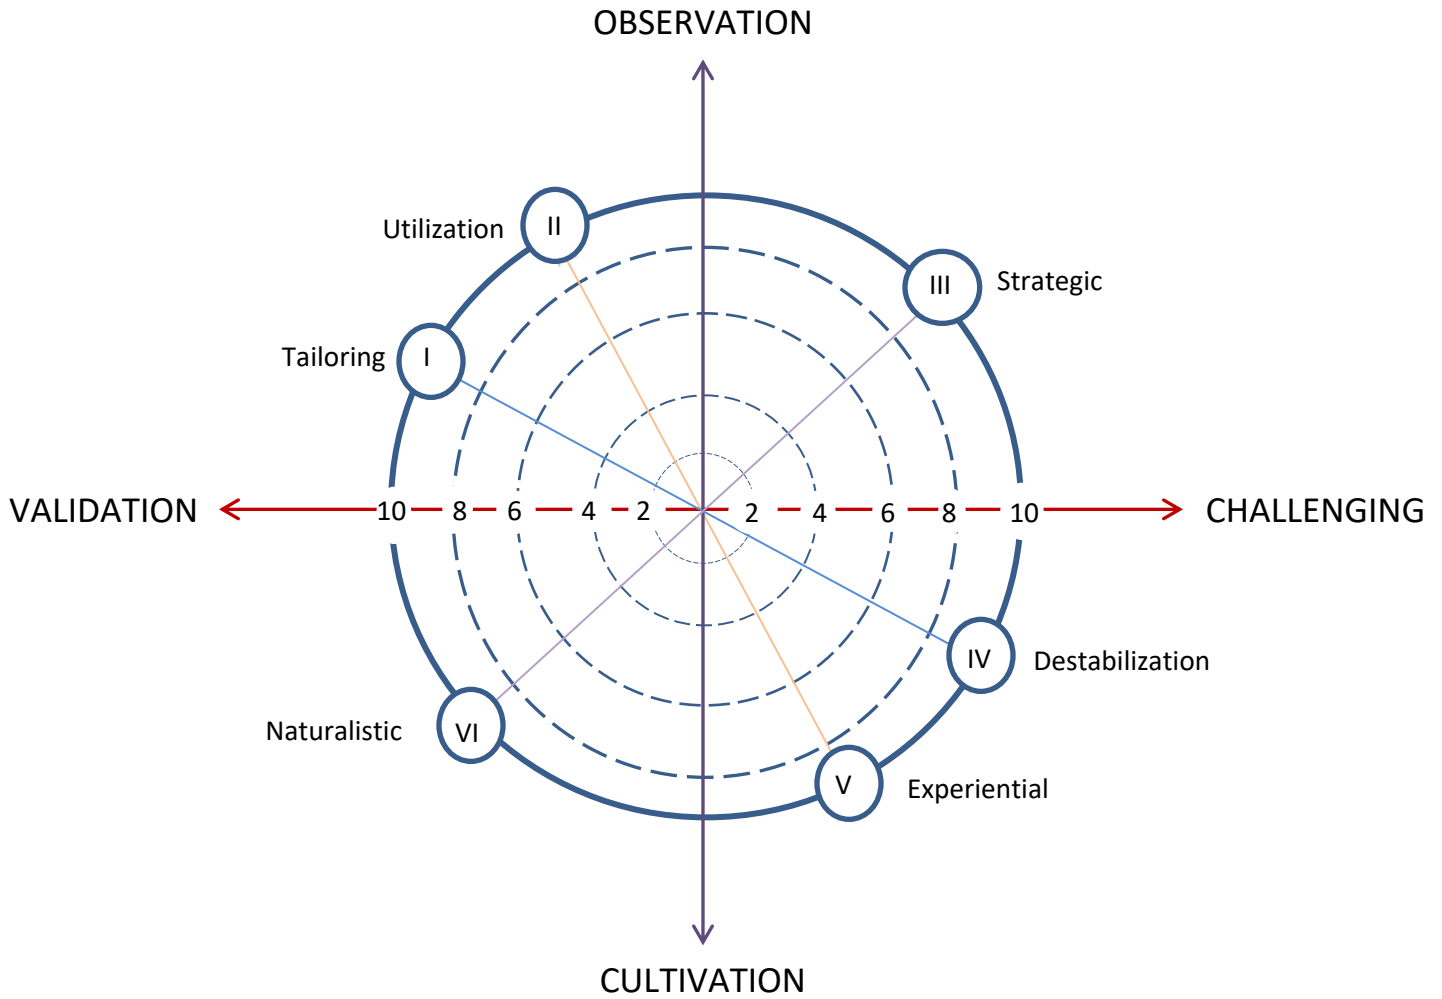 OBSERVATION
Utilization
II
III
Strategic
Tailoring
I
VALIDATION
10 8 6 4 2 2 4 6 8 10
CHALLENGING
IV
Destabilization
Naturalistic
VI
V
Experiential
CULTIVATION